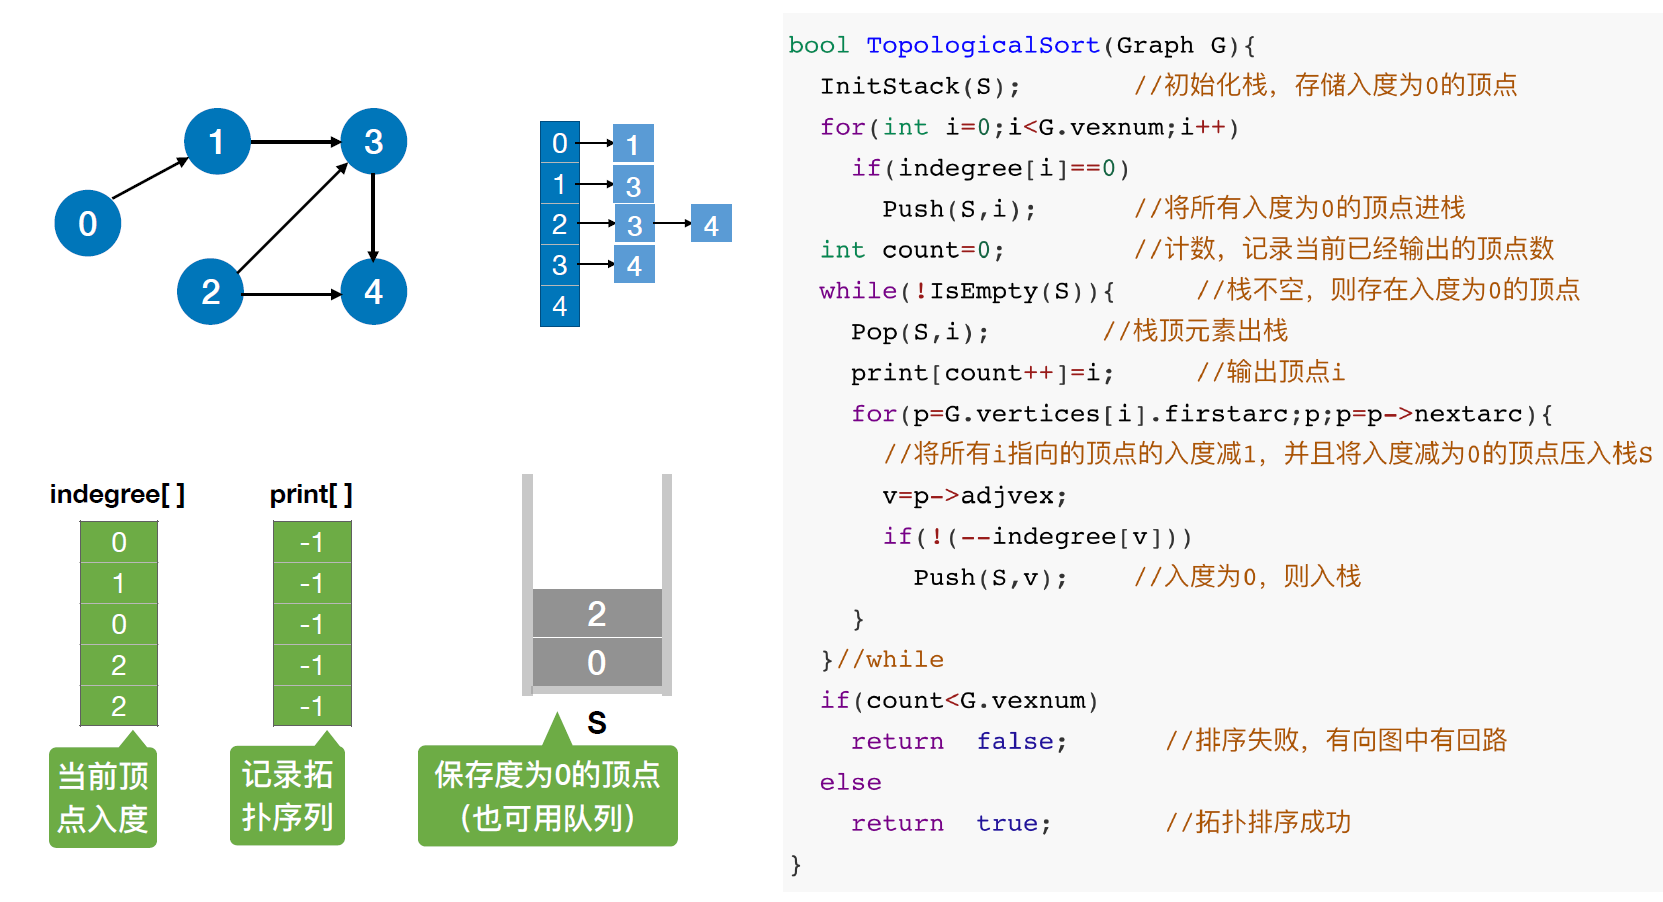 1
3
0
2
4
0 1
1 3
2 3 4
3 4
4
indegree[ ]
0
1
0
2
2
当前顶
点入度
print[ ]
-1
-1
-1
-1
-1
记录拓
扑序列
2
0
S
保存度为0的顶点
（也可用队列）
bool TopologicalSort(Graph G){
InitStack(S); //初始化栈，存储入度为0的顶点
for(int i=0;i<G.vexnum;i++)
if(indegree[i]==0)
Push(S,i); //将所有入度为0的顶点进栈
int count=0; //计数，记录当前已经输出的顶点数
while(!IsEmpty(S)){ //栈不空，则存在入度为0的顶点
Pop(S,i); //栈顶元素出栈
print[count++]=i; //输出顶点i
for(p=G.vertices[i].firstarc;p;p=p->nextarc){
//将所有i指向的顶点的入度减1，并且将入度减为0的顶点压入栈S
v=p->adjvex;
if(!(--indegree[v]))
Push(S,v); //入度为0，则入栈
}
}//while
if(count<G.vexnum)
return false; //排序失败，有向图中有回路
else
return true; //拓扑排序成功
}